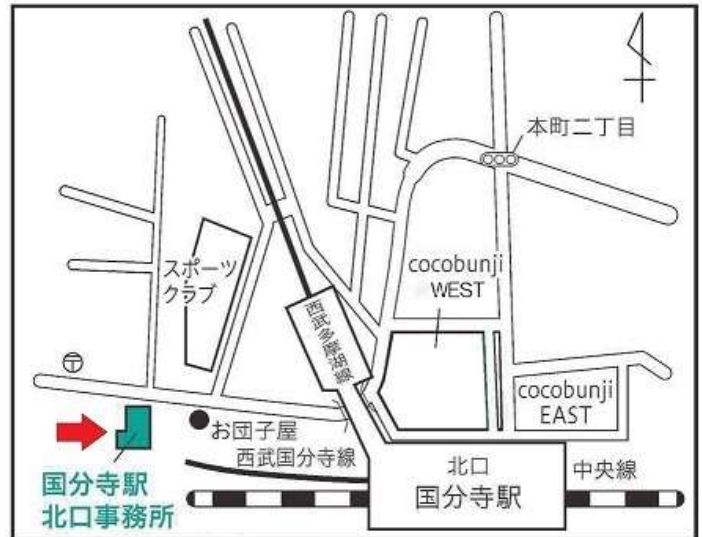 本町二丁目
cocobunji
WEST
スポーツ
クラブ
西武多摩湖線
〒
cocobunji
EAST
お団子屋
西武国分寺線
北口
国分寺駅
中央線
国分寺駅
北口事務所